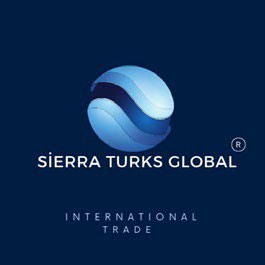 ®
SİERRA TURKS GLOBAL
INTERNATIONAL
TRADE